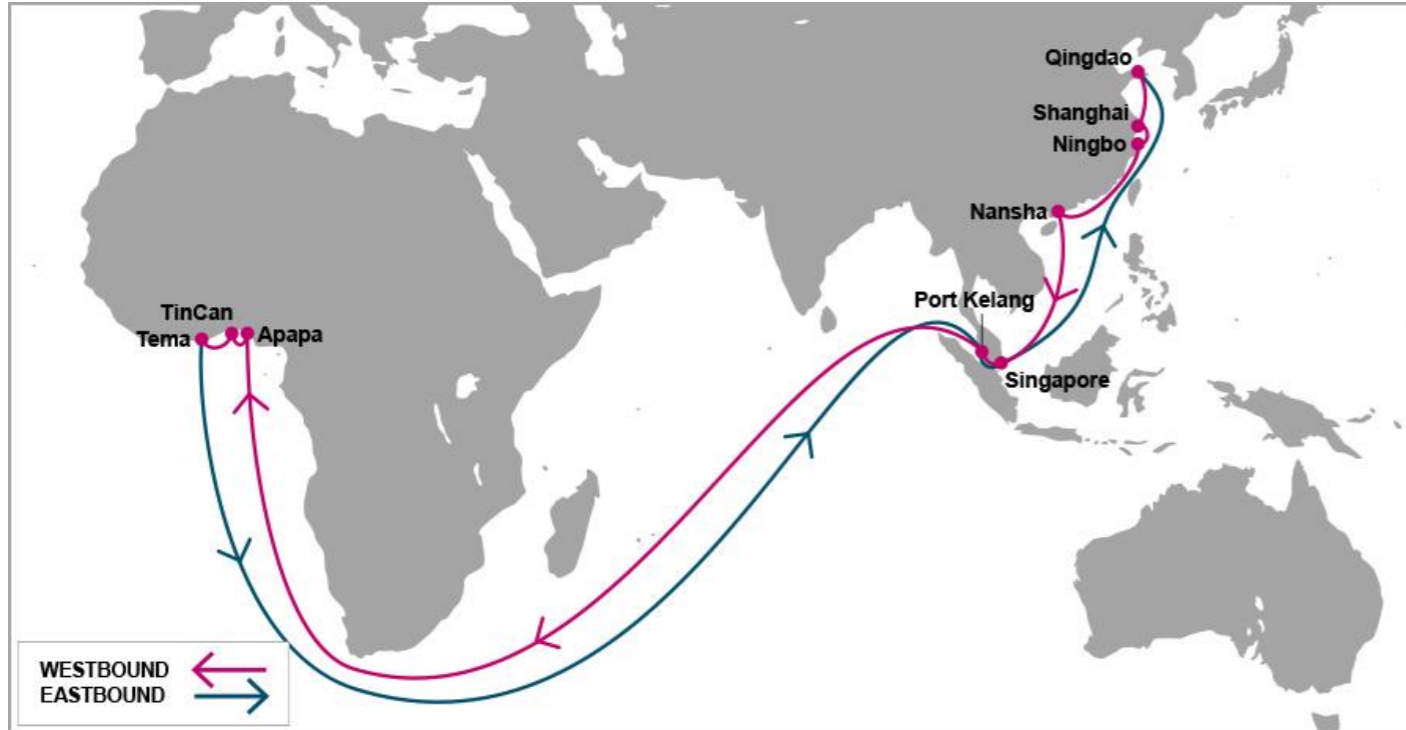 Qingdao
Shanghai
Ningbo
Nansha
Port Kelang
Singapore
TinCan
Tema
Apapa
WESTBOUND
EASTBOUND